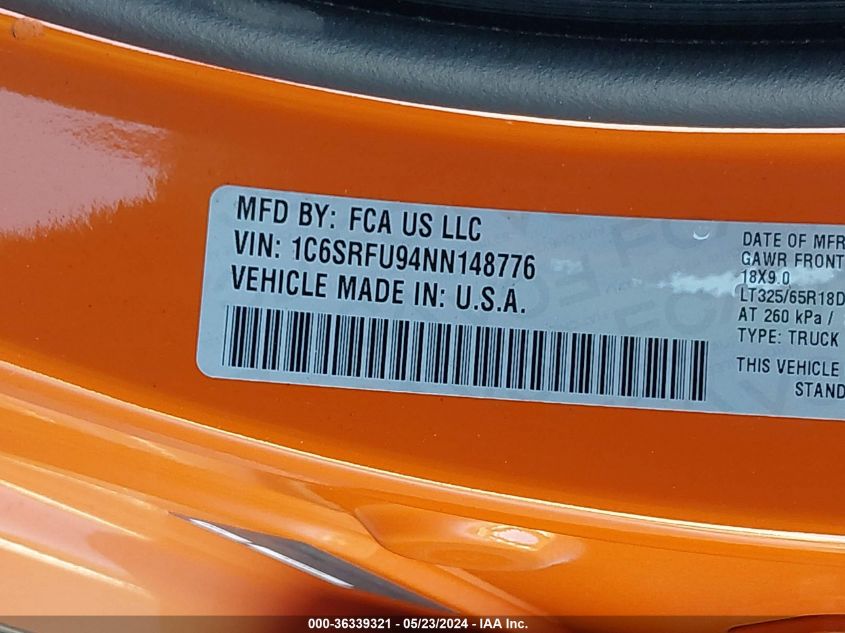 MFD BY: FCA US LLC
VIN: 1C6SRFU94NN148776
VEHICLE MADE IN: U.S.A.
DATE OF MFR
GAWR FRONT
18X9.0
LT325/65R18D
AT 260 kPa /
TYPE: TRUCK
THIS VEHICLE
STAND
000-36339321 - 05/23/2024 - IAA Inc.